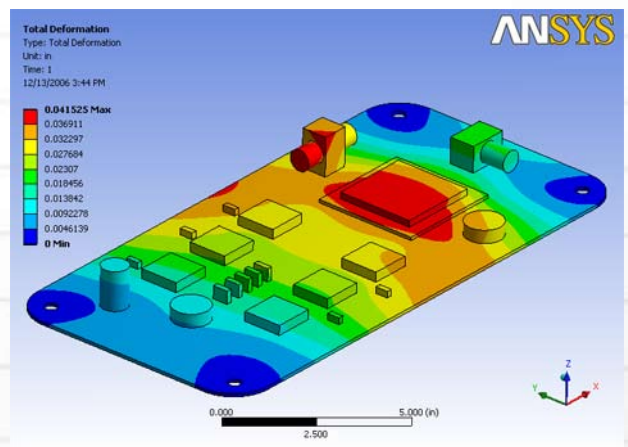 Total Deformation
Type: Total Deformation
Unit: in
Time: 1
12/13/2006 3:44 PM
0.041525 Max
0.036911
0.032297
0.027684
0.02307
0.018456
0.013842
0.0092278
0.0046139
0 Min
ANSYS
0.000
5.000 (in)
2.500
Z
Y
X